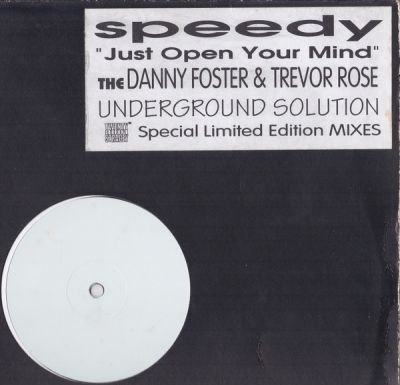 speedy
"Just Open Your Mind"
THE DANNY FOSTER & TREVOR ROSE
UNDERGROUND SOLUTION
Special Limited Edition MIXES